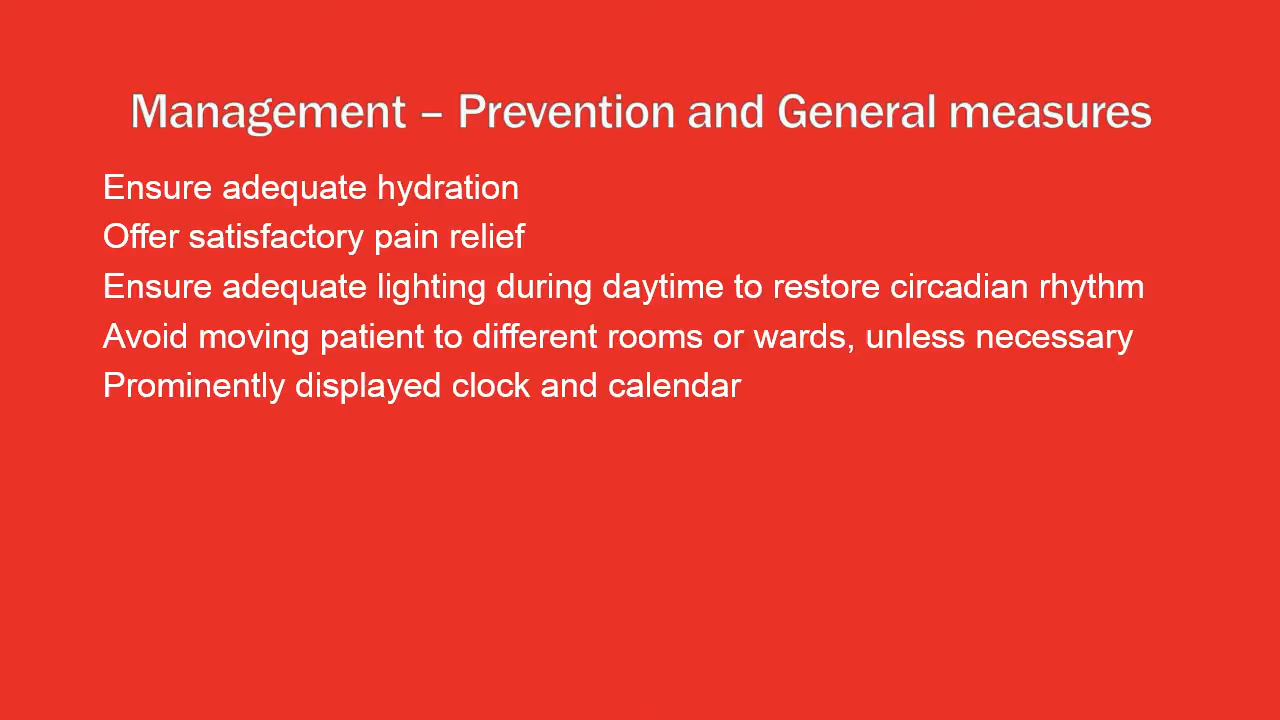 Management – Prevention and General measures
Ensure adequate hydration
Offer satisfactory pain relief
Ensure adequate lighting during daytime to restore circadian rhythm
Avoid moving patient to different rooms or wards, unless necessary
Prominently displayed clock and calendar